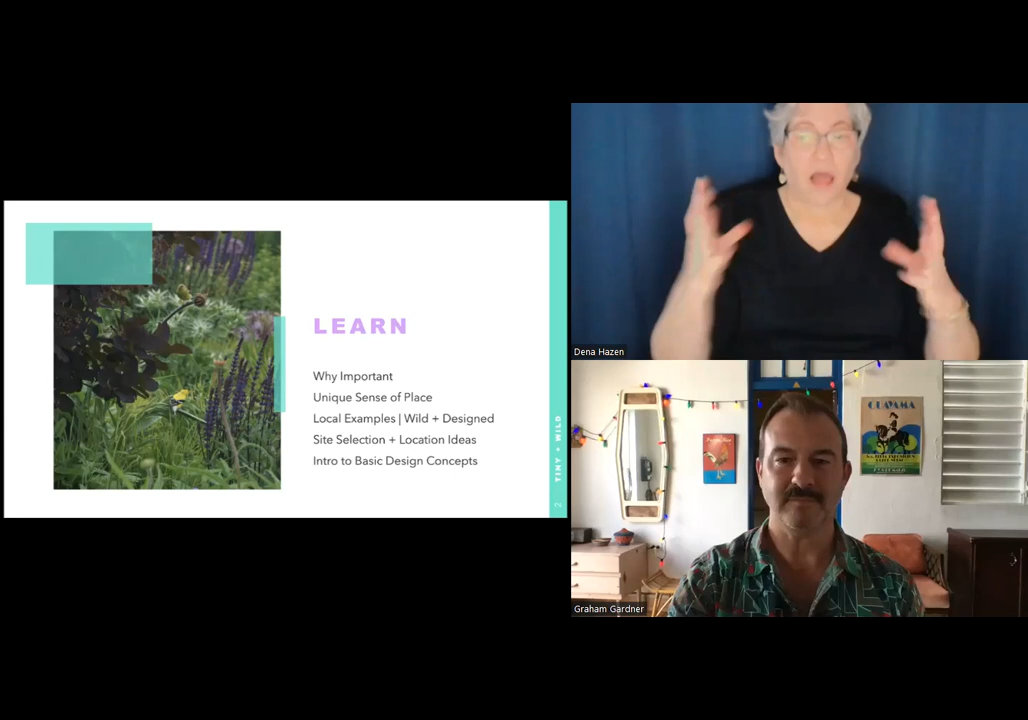 LEARN
Why Important
Unique Sense of Place
Local Examples | Wild + Designed
Site Selection + Location Ideas
Intro to Basic Design Concepts
2 TINY + WILD
Dena Hazen
GUAYAMA
Graham Gardner